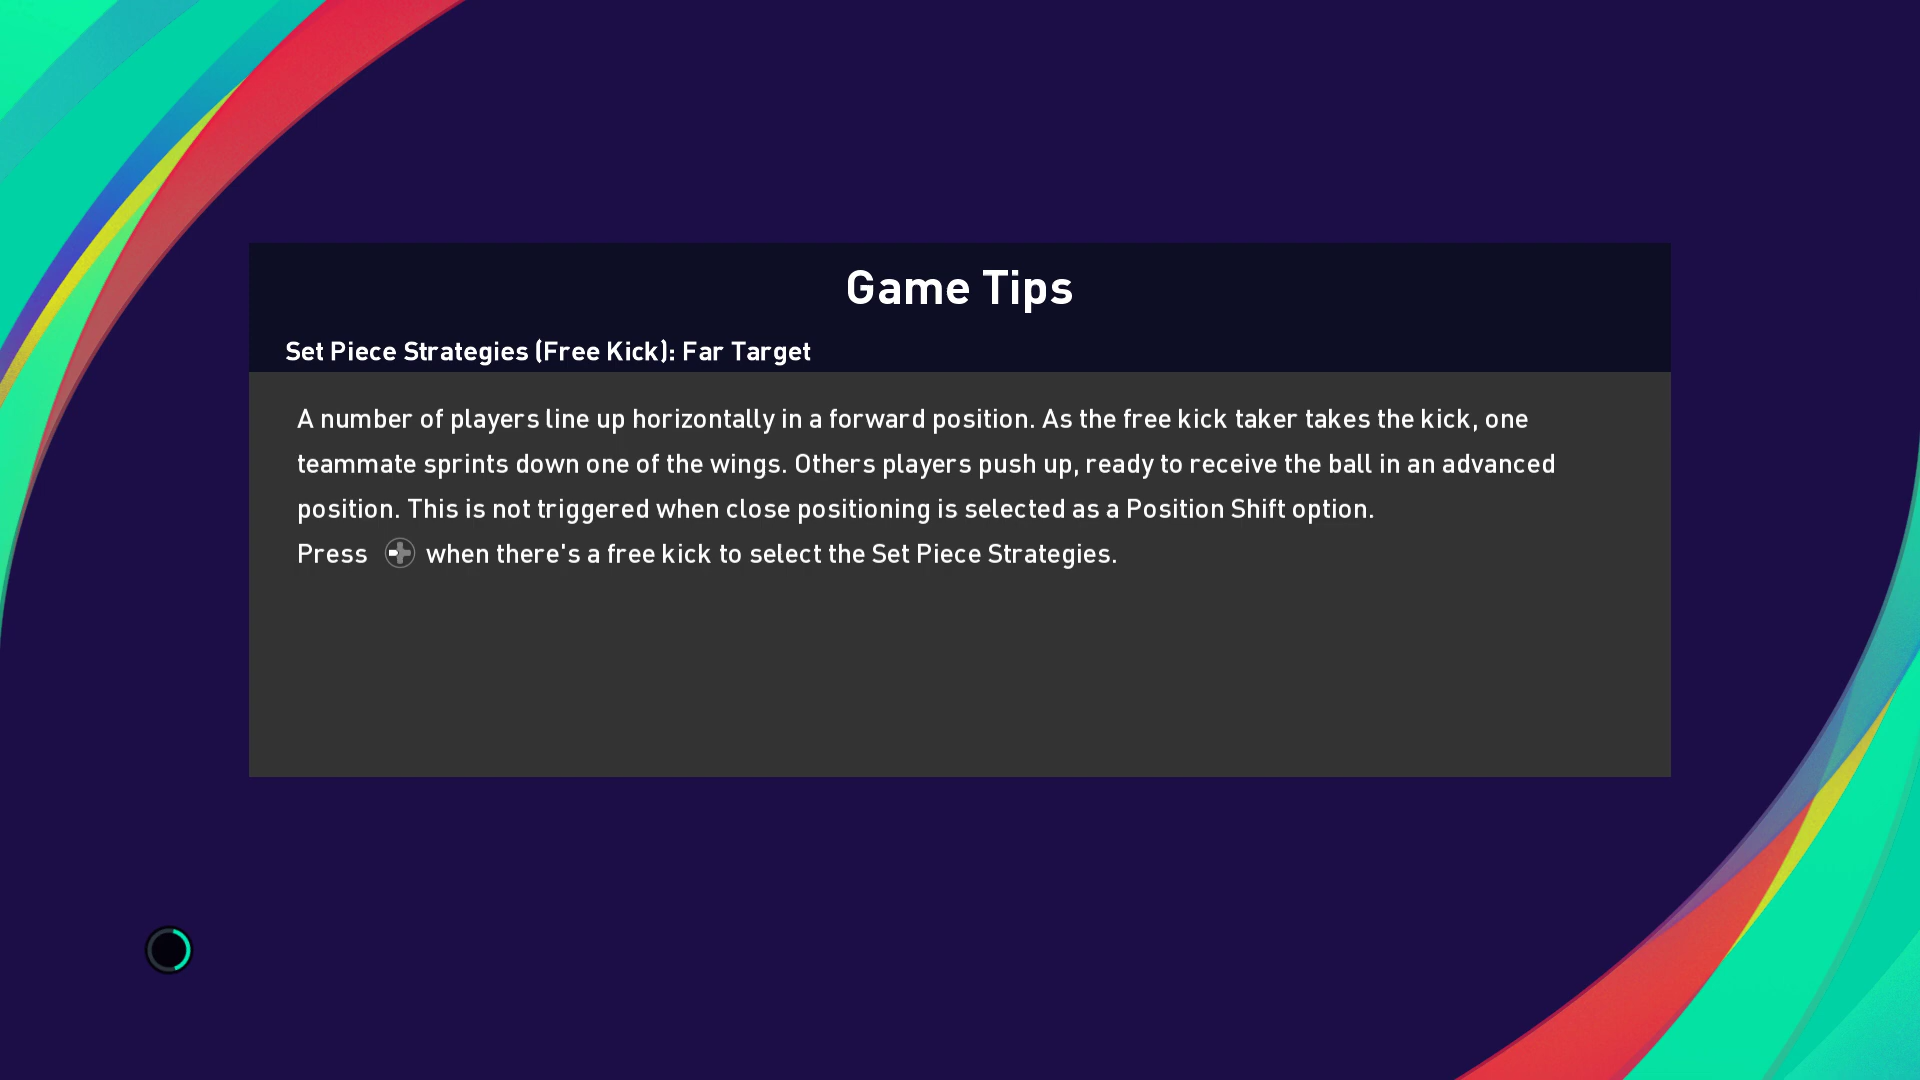 Game Tips
Set Piece Strategies (Free Kick): Far Target
A number of players line up horizontally in a forward position. As the free kick taker takes the kick, one
teammate sprints down one of the wings. Others players push up, ready to receive the ball in an advanced
position. This is not triggered when close positioning is selected as a Position Shift option.
Press when there's a free kick to select the Set Piece Strategies.